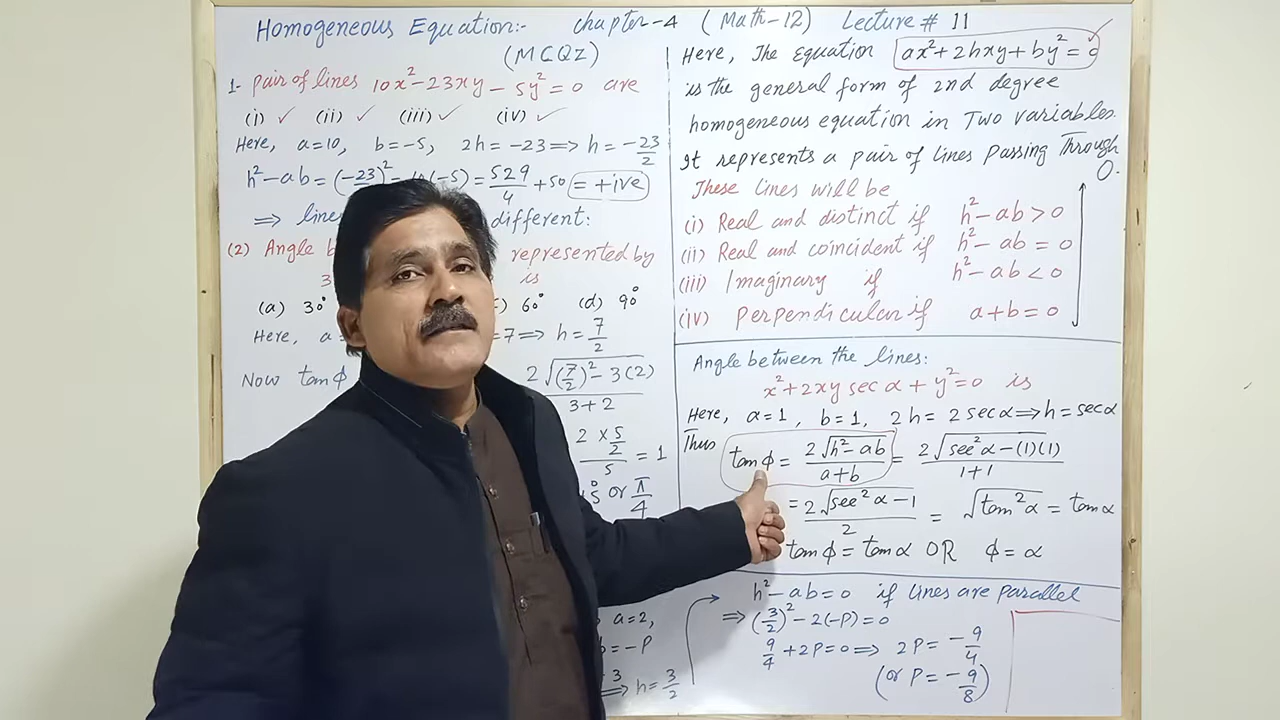 Homogeneous Equation:- Chapter-4 (Math-12) Lecture # 11
(MCQZ)
1- Pair of lines 10x²-23xy-5y²=0 are
(i) ✓ (ii) ✓ (iii) ✓ (iv) ✓
Here, a=10, b=-5, 2h=-23⟹h=-23/2
h²-ab=(-23)²-10(-5)=529/4+50=+ive
⟹ lines different:
(2) Angle b represented by
3 is
(a) 30° 60° (d) 90°
Here, a = =7⟹ h=7/2
Now tanϕ 2√((7/2)²-3(2))/3+2
2×5/2/5=1
5° or π/4
a=2,
b=-P
3⟹h=3/2
Here, The equation ax²+2hxy+by²=0
is the general form of 2nd degree
homogeneous equation in Two variables.
It represents a pair of lines passing Through
O.
These lines will be
(i) Real and distinct if h²-ab>0
(ii) Real and coincident if h²-ab=0
(iii) Imaginary if h²-ab<0
(iv) perpendicular if a+b=0
Angle between the lines:
x²+2xy sec α+y²=0 is
Here, a=1, b=1, 2h=2secα⟹h=secα
Thus tanϕ=2√(h²-ab)/a+b=2√(sec²α-(1)(1))/1+1
=2√(sec²α-1)/2=√(tan²α)=tanα
tanϕ=tanα OR ϕ=α
h²-ab=0 if lines are parallel
⟹(3/2)²-2(-P)=0
9/4+2P=0⟹2P=-9/4
(or P=-9/8)